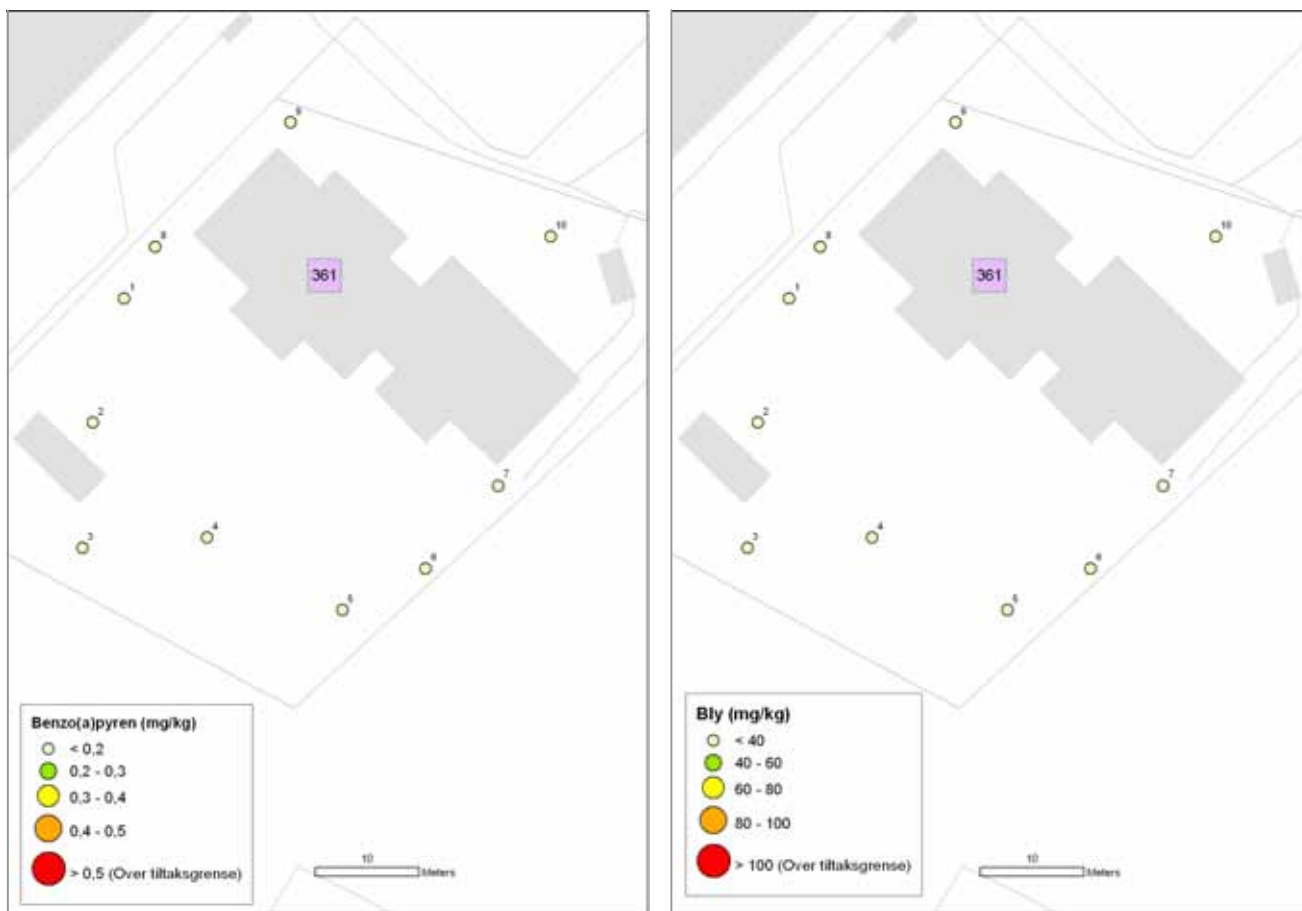 9
10
8
361
1
2
7
4
3
6
5
Benzo(a)pyren (mg/kg)
< 0,2
0,2 - 0,3
0,3 - 0,4
0,4 - 0,5
> 0,5 (Over tiltaksgrense)
10
Meters
9
10
8
361
1
2
7
4
3
6
5
Bly (mg/kg)
< 40
40 - 60
60 - 80
80 - 100
> 100 (Over tiltaksgrense)
10
Meters